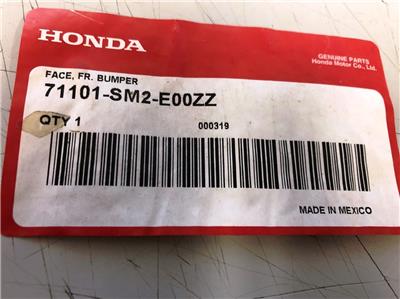 HONDA
GENUINE PARTS
Honda Motor Co., Ltd.
FACE, FR. BUMPER
71101-SM2-E00ZZ
QTY 1
000319
MADE IN MEXICO